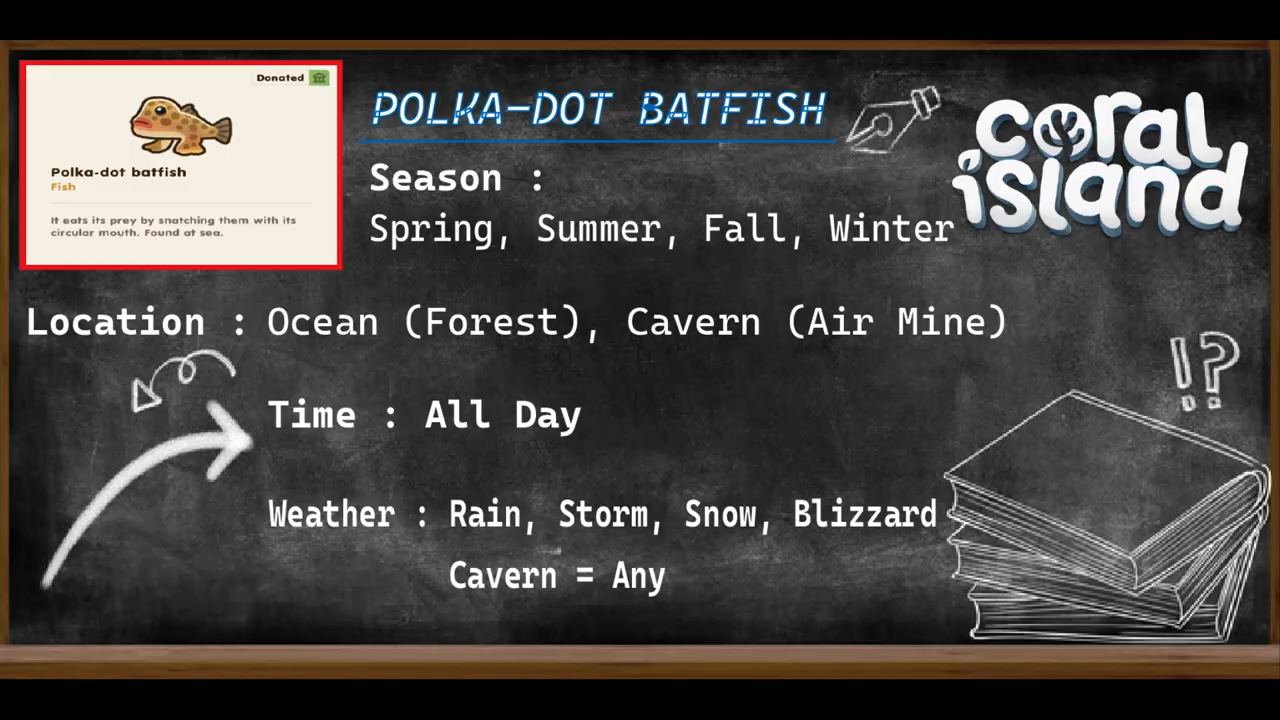 Donated
Polka-dot batfish
Fish
It eats its prey by snatching them with its
circular mouth. Found at sea.
POLKA-DOT BATFISH
Season :
Spring, Summer, Fall, Winter
coral
island
Location : Ocean (Forest), Cavern (Air Mine)
!?
Time : All Day
Weather : Rain, Storm, Snow, Blizzard
Cavern = Any